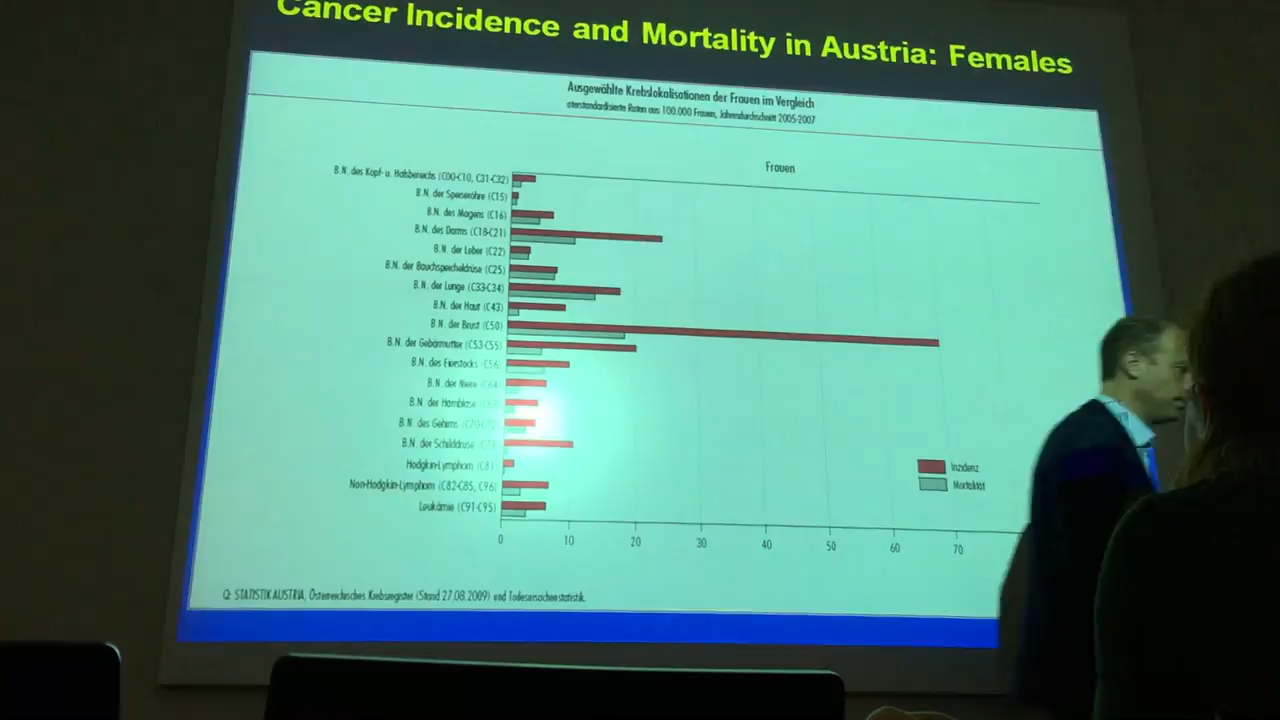 Cancer Incidence and Mortality in Austria: Females
Ausgewählte Krebslokalisationen der Frauen im Vergleich
altersstandardisierte Raten aus 100.000 Frauen, Jahresdurchschnitt 2005-2007
Frauen
B.N. des Kopf- u. Halsbereichs (C00-C10, C31-C32)
B.N. der Speiseröhre (C15)
B.N. des Magens (C16)
B.N. des Darms (C18-C21)
B.N. der Leber (C22)
B.N. der Bauchspeicheldrüse (C25)
B.N. der Lunge (C33-C34)
B.N. der Haut (C43)
B.N. der Brust (C50)
B.N. der Gebärmutter (C53-C55)
B.N. des Eierstocks (C56)
B.N. der Niere (C64)
B.N. der Harnblase
B.N. des Gehirns
B.N. der Schilddrüse
Hodgkin-Lymphom (C81)
Non-Hodgkin-Lymphom (C82-C85, C96)
Leukämie (C91-C95)
Inzidenz
Mortalität
0 10 20 30 40 50 60 70
Q: STATISTIK AUSTRIA, Österreichisches Krebsregister (Stand 27.08.2009) und Todesursachenstatistik.